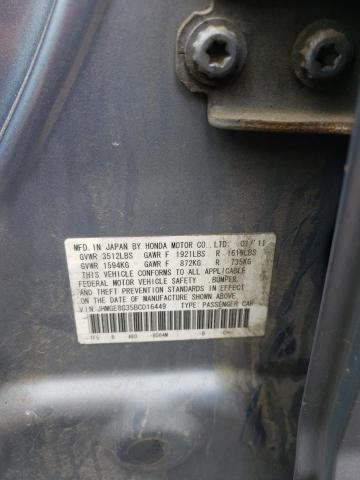 MFD. IN JAPAN BY HONDA MOTOR CO., LTD. 01/11
GVWR 3512LBS GAWR F 1921LBS R 1619LBS
GVWR 1594KG GAWR F 872KG R 735KG
THIS VEHICLE CONFORMS TO ALL APPLICABLE
FEDERAL MOTOR VEHICLE SAFETY, BUMPER,
AND THEFT PREVENTION STANDARDS IN EFFECT
ON THE DATE OF MANUFACTURE SHOWN ABOVE.
V.I.N. JHMGE8G35BC016449 TYPE: PASSENGER CAR